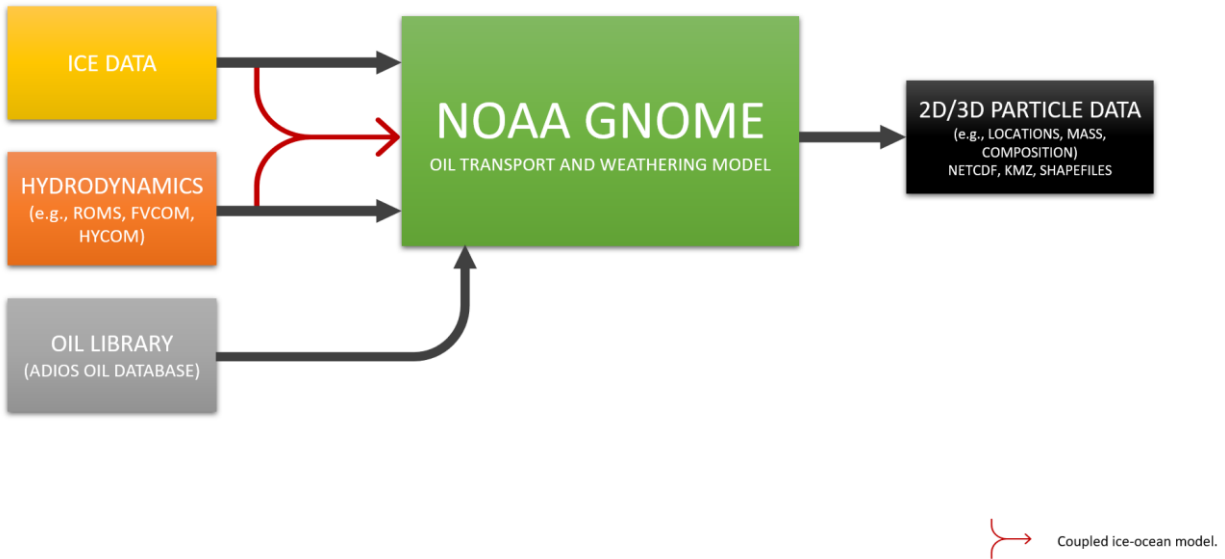 ICE DATA
HYDRODYNAMICS
(e.g., ROMS, FVCOM,
HYCOM)
OIL LIBRARY
(ADIOS OIL DATABASE)
NOAA GNOME
OIL TRANSPORT AND WEATHERING MODEL
2D/3D PARTICLE DATA
(e.g., LOCATIONS, MASS,
COMPOSITION)
NETCDF, KMZ, SHAPEFILES
Coupled ice-ocean model.